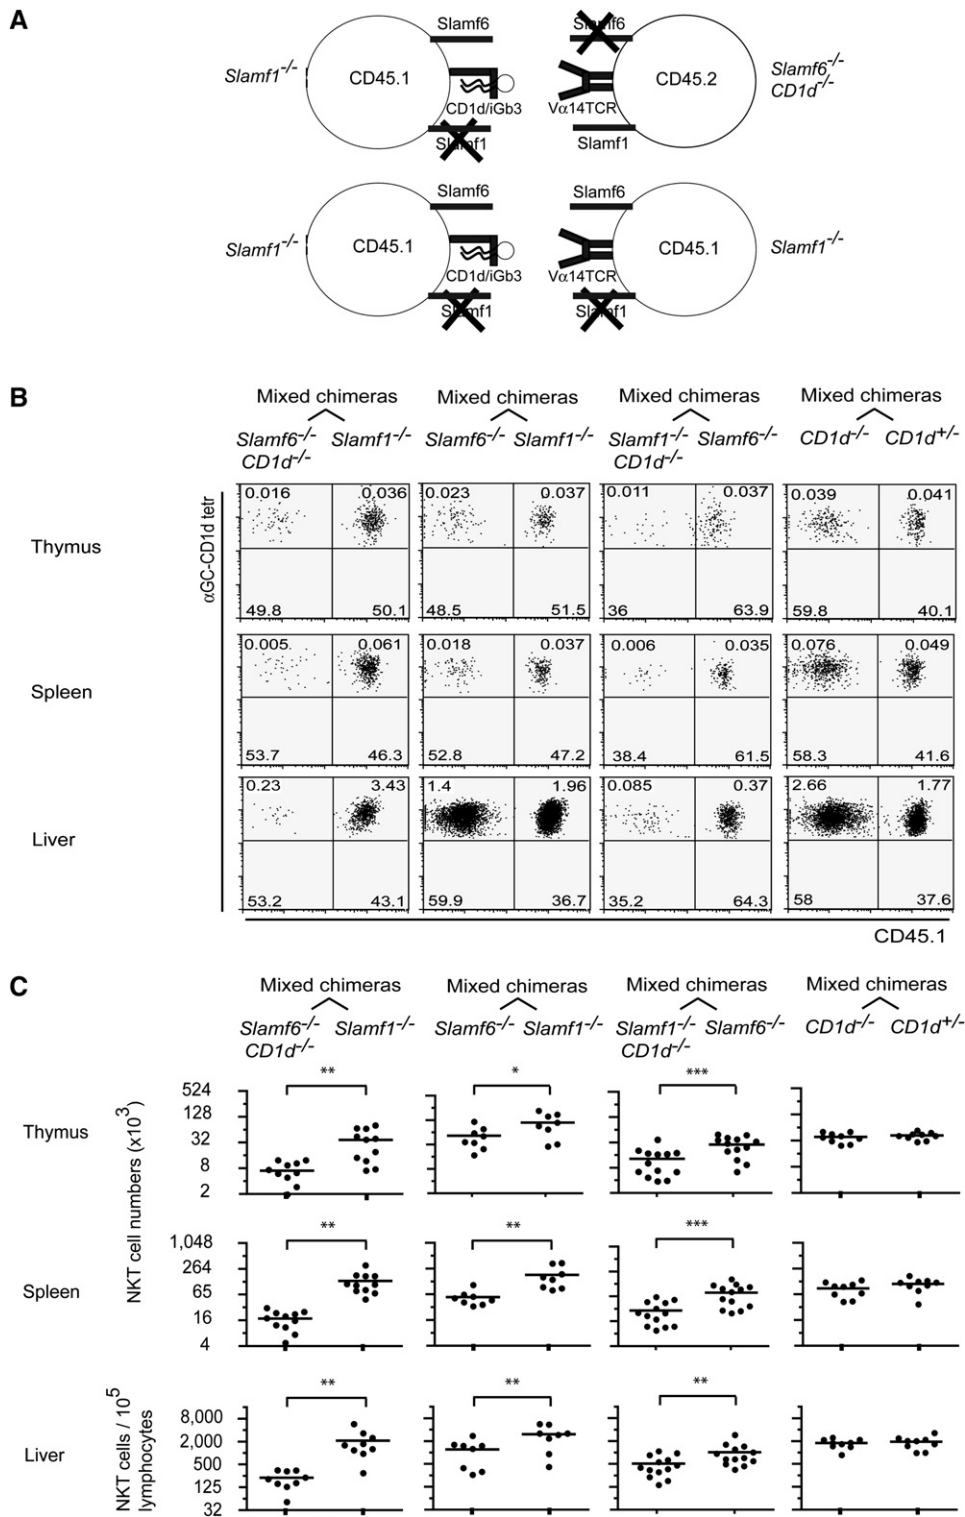 A
Slamf6
Slamf6
Slamf1-/-
CD45.1
CD45.2
Slamf6-/-
CD1d-/-
CD1d/iGb3
Vα14TCR
Slamf1
Slamf1
Slamf6
Slamf6
Slamf1-/-
CD45.1
CD45.1
Slamf1-/-
CD1d/iGb3
Vα14TCR
Slamf1
Slamf1
B
Mixed chimeras Mixed chimeras Mixed chimeras Mixed chimeras
Slamf6-/- Slamf1-/- Slamf6-/- Slamf1-/- Slamf1-/- Slamf6-/- CD1d-/- CD1d+/-
CD1d-/- CD1d-/-
αGC-CD1d tetr
Thymus
0.016 0.036 0.023 0.037 0.011 0.037 0.039 0.041
49.8 50.1 48.5 51.5 36 63.9 59.8 40.1
Spleen
0.005 0.061 0.018 0.037 0.006 0.035 0.076 0.049
53.7 46.3 52.8 47.2 38.4 61.5 58.3 41.6
Liver
0.23 3.43 1.4 1.96 0.085 0.37 2.66 1.77
53.2 43.1 59.9 36.7 35.2 64.3 58 37.6
CD45.1
C
Mixed chimeras Mixed chimeras Mixed chimeras Mixed chimeras
Slamf6-/- Slamf1-/- Slamf6-/- Slamf1-/- Slamf1-/- Slamf6-/- CD1d-/- CD1d+/-
CD1d-/- CD1d-/-
NKT cell numbers (x10³)
Thymus
524
128
32
8
2
** * ***
Spleen
1,048
264
65
16
4
** ** ***
Liver
NKT cells / 10⁵
lymphocytes
8,000
2,000
500
125
32
** ** **